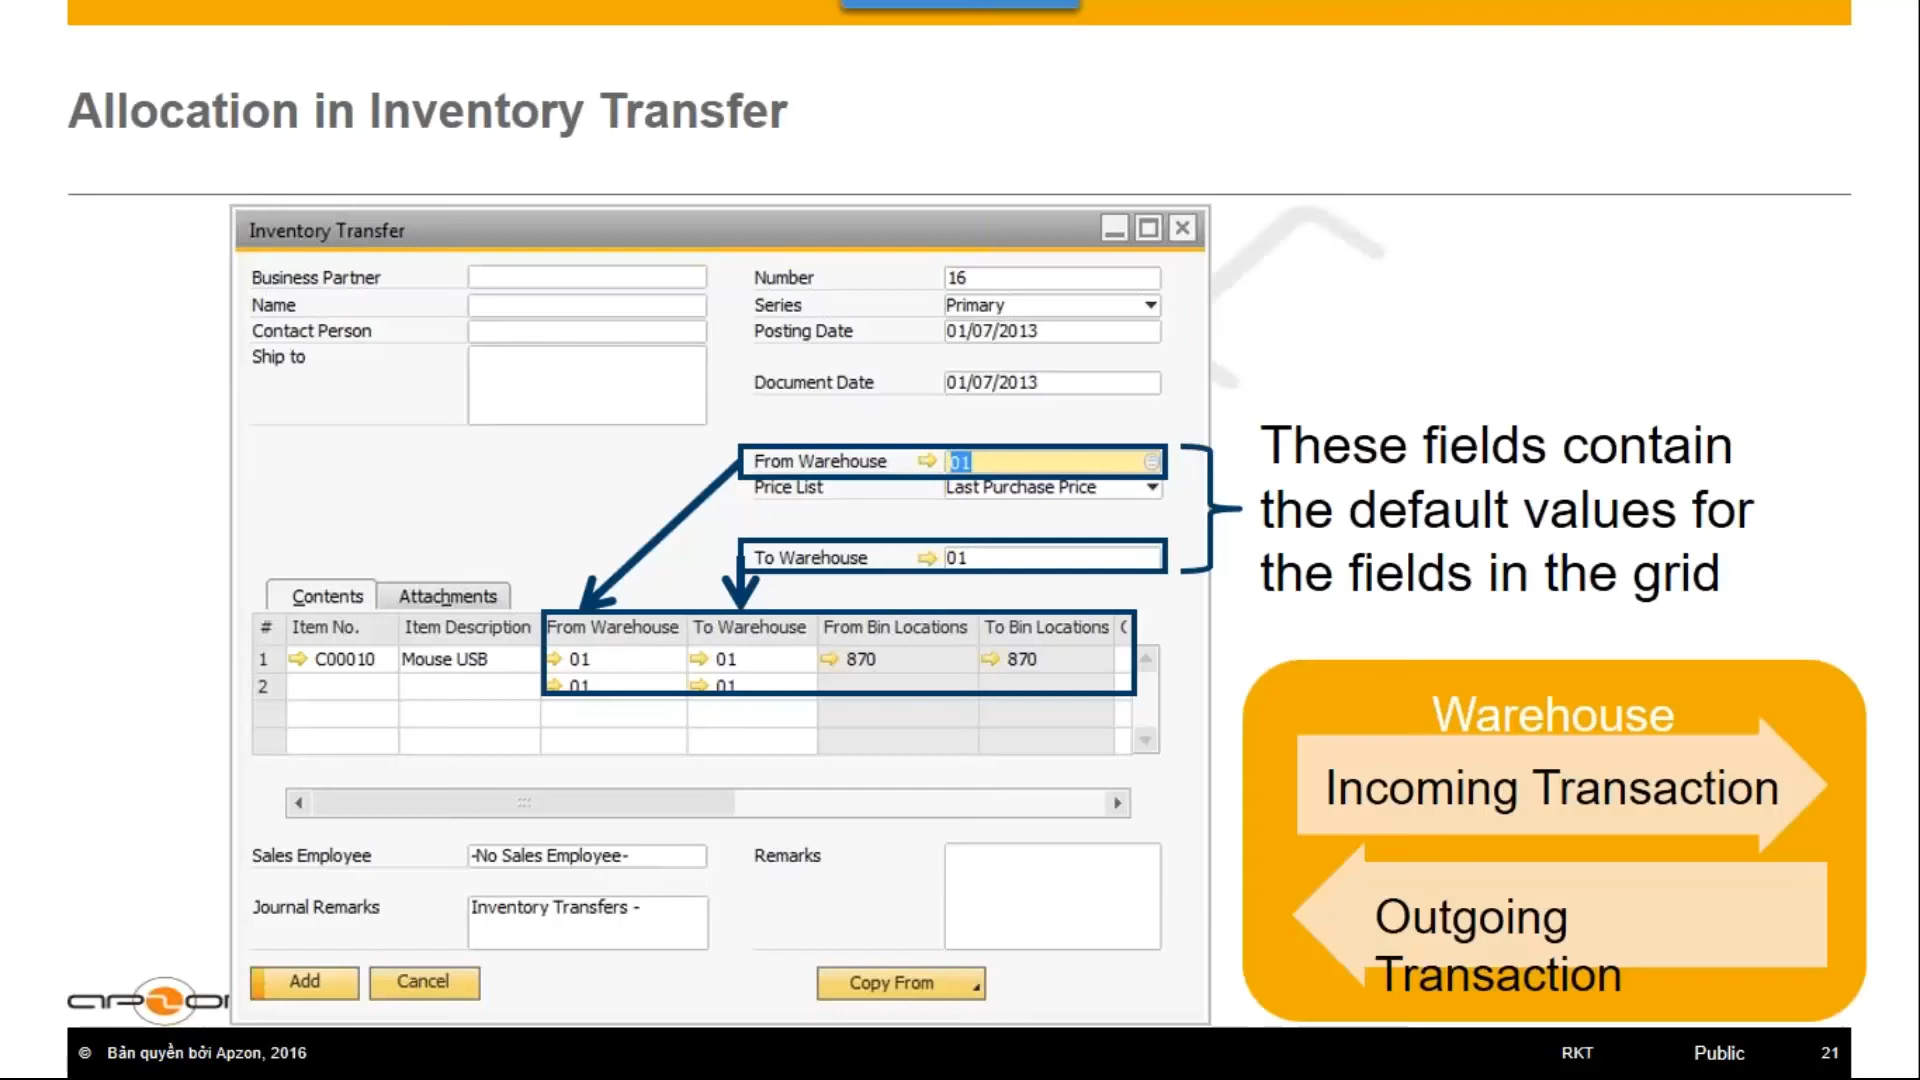 Allocation in Inventory Transfer
Inventory Transfer
Business Partner
Name
Contact Person
Ship to
Number 16
Series Primary
Posting Date 01/07/2013
Document Date 01/07/2013
From Warehouse 01
Price List Last Purchase Price
To Warehouse 01
These fields contain
the default values for
the fields in the grid
Contents Attachments
# Item No. Item Description From Warehouse To Warehouse From Bin Locations To Bin Locations
1 C00010 Mouse USB 01 01 870 870
2 01 01
Sales Employee -No Sales Employee-
Remarks
Journal Remarks Inventory Transfers -
Add Cancel Copy From
Warehouse
Incoming Transaction
Outgoing
Transaction
© Bản quyền bởi Apzon, 2016 RKT Public 21